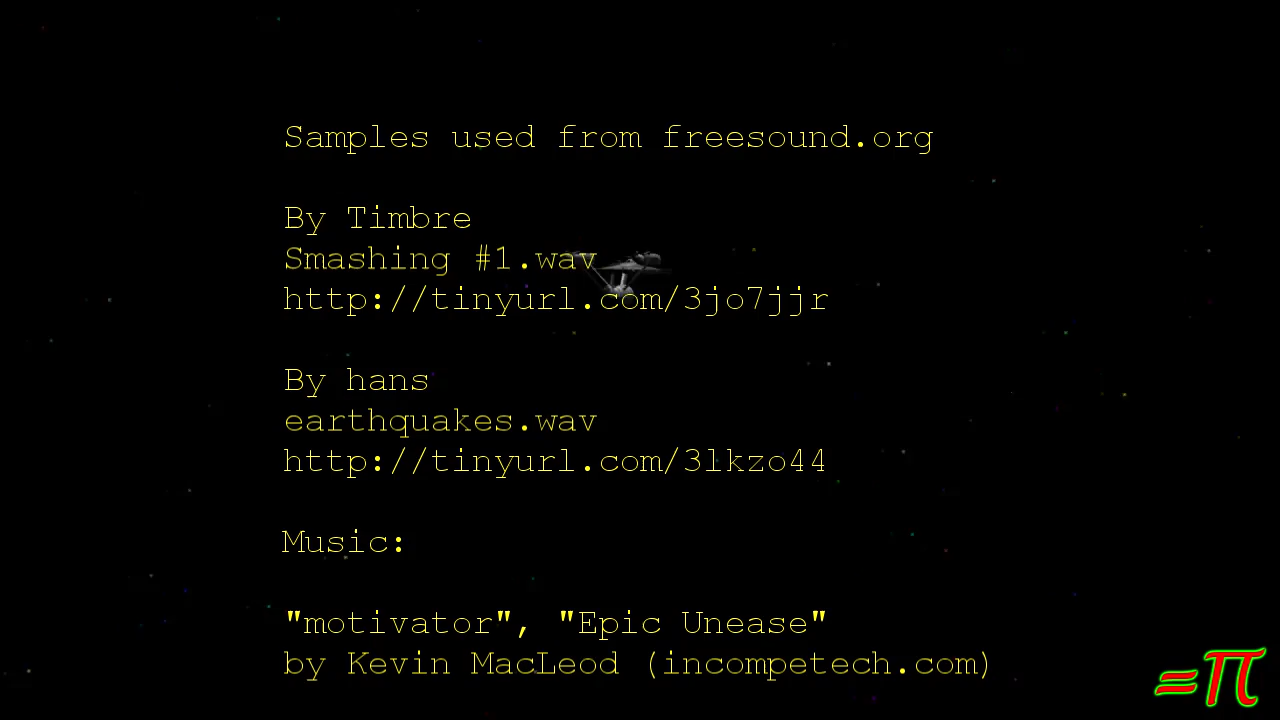 Samples used from freesound.org
By Timbre
Smashing #1.wav
http://tinyurl.com/3jo7jjr
By hans
earthquakes.wav
http://tinyurl.com/3lkzo44
Music:
"motivator", "Epic Unease"
by Kevin MacLeod (incompetech.com)
=π